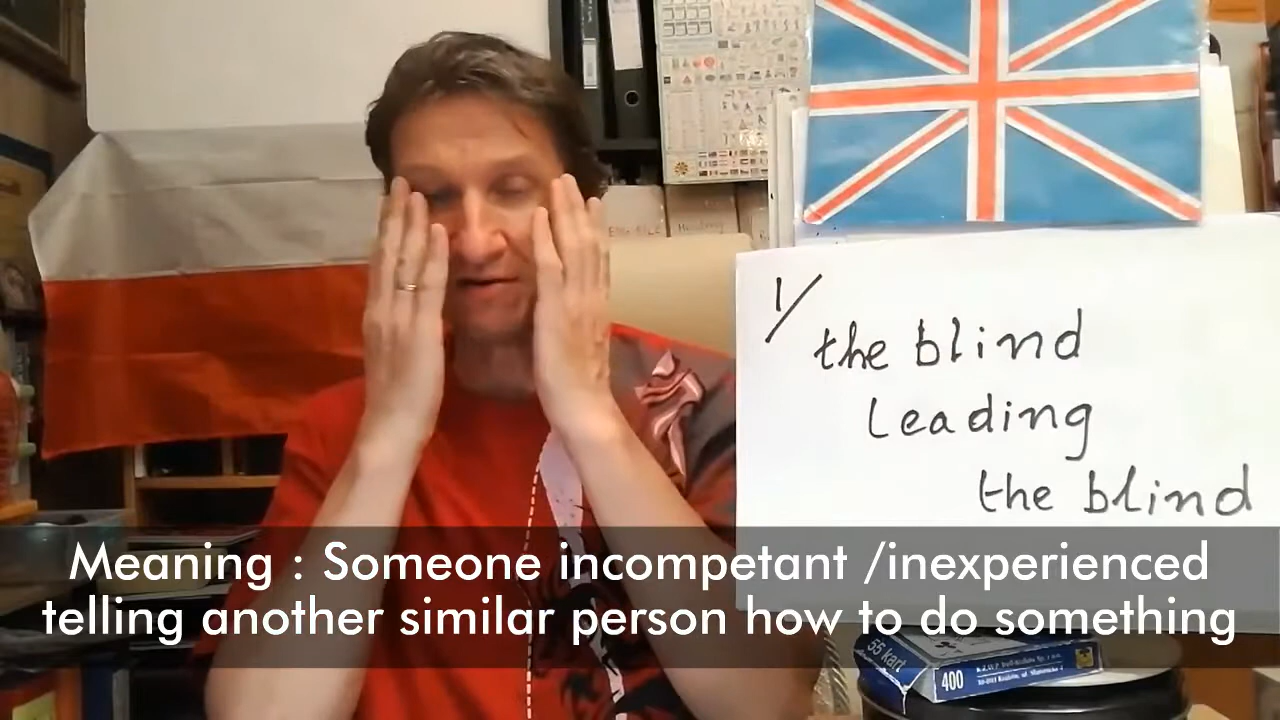 1/
the blind
leading
the blind
Meaning : Someone incompetant /inexperienced
telling another similar person how to do something
55 kart
400